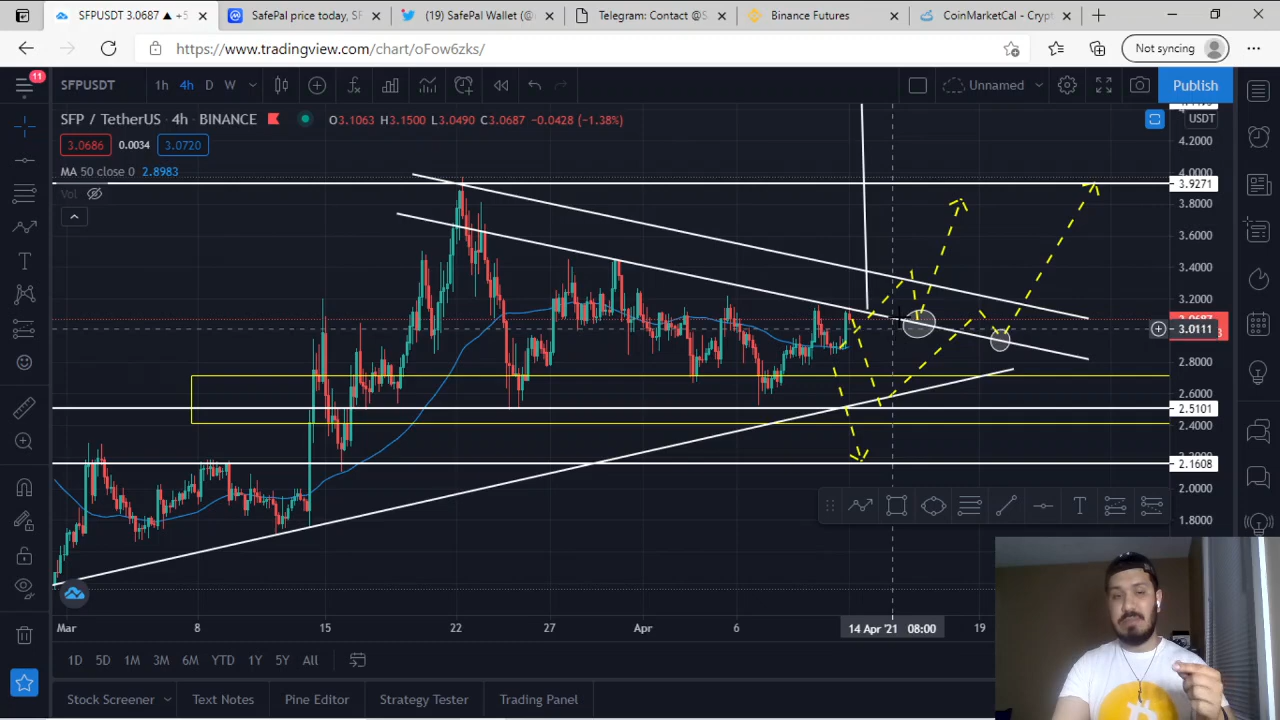 SFPUSDT 3.0687 ▲ +5
SafePal price today, SF
(19) SafePal Wallet (@
Telegram: Contact @S
Binance Futures
CoinMarketCal - Crypt
https://www.tradingview.com/chart/oFow6zks/
Not syncing
11
SFPUSDT
1h 4h D W
Unnamed
Publish
SFP / TetherUS · 4h · BINANCE
O3.1063 H3.1500 L3.0490 C3.0687 -0.0428 (-1.38%)
3.0686 0.0034 3.0720
MA 50 close 0 2.8983
Vol
USDT
4.2000
4.0000
3.9271
3.8000
3.6000
3.4000
3.2000
3.0687
3.0111
2.8000
2.6000
2.5101
2.4000
2.1608
2.0000
1.8000
Mar 8 15 22 27 Apr 6 14 Apr '21 08:00 19
1D 5D 1M 3M 6M YTD 1Y 5Y All
Stock Screener
Text Notes
Pine Editor
Strategy Tester
Trading Panel